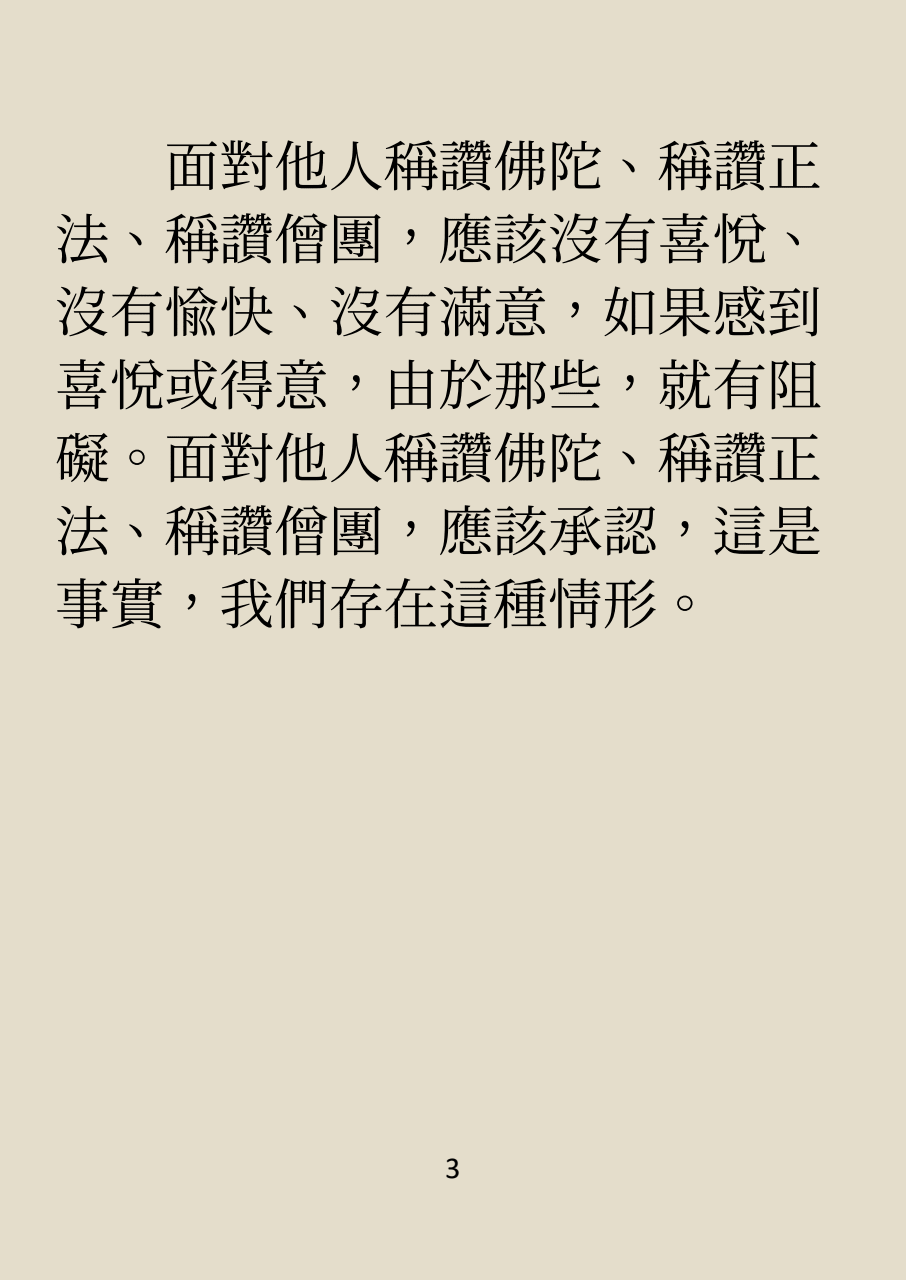 面對他人稱讚佛陀、稱讚正
法、稱讚僧團，應該沒有喜悅、
沒有愉快、沒有滿意，如果感到
喜悅或得意，由於那些，就有阻
礙。面對他人稱讚佛陀、稱讚正
法、稱讚僧團，應該承認，這是
事實，我們存在這種情形。
3